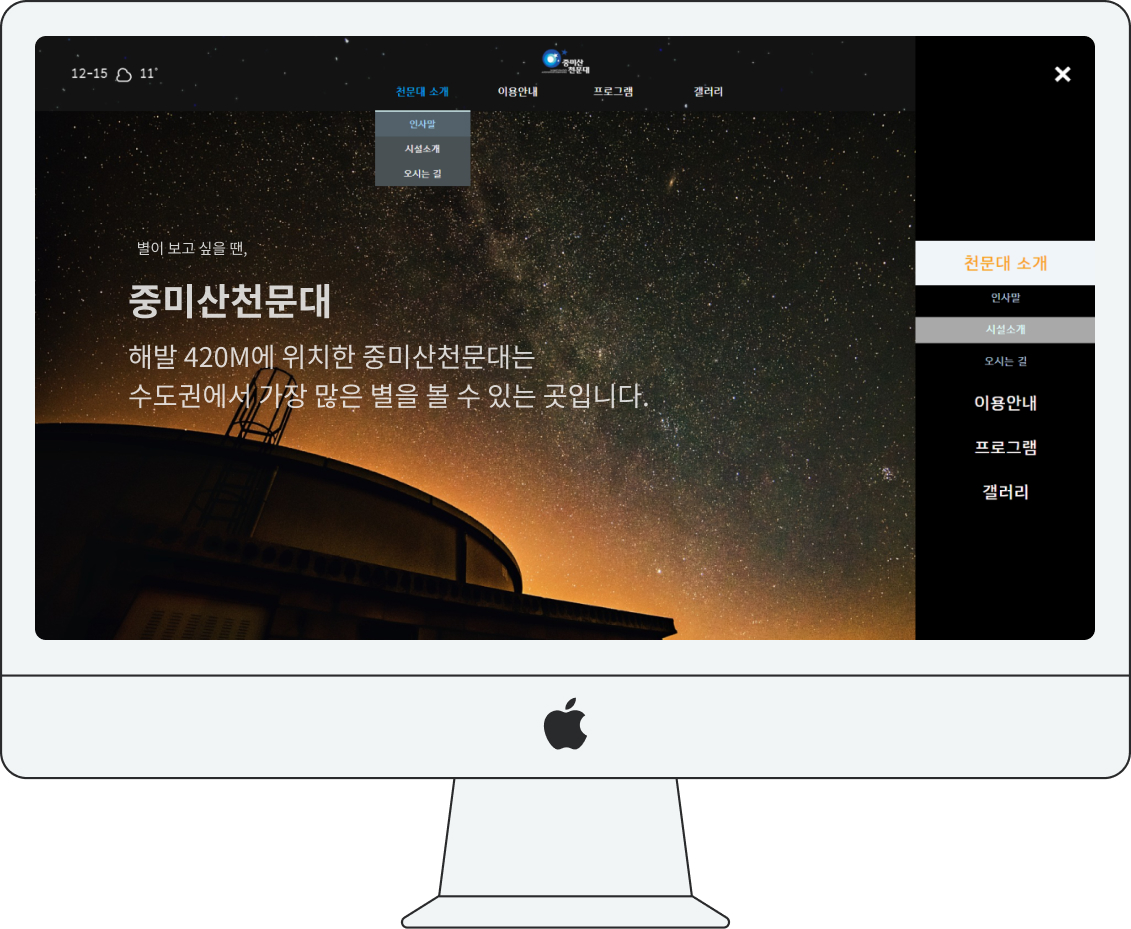 12-15 11°
중미산
천문대
천문대 소개 이용안내 프로그램 갤러리
인사말
시설소개
오시는 길
별이 보고 싶을 땐,
중미산천문대
해발 420M에 위치한 중미산천문대는
수도권에서 가장 많은 별을 볼 수 있는 곳입니다.
×
천문대 소개
인사말
시설소개
오시는 길
이용안내
프로그램
갤러리